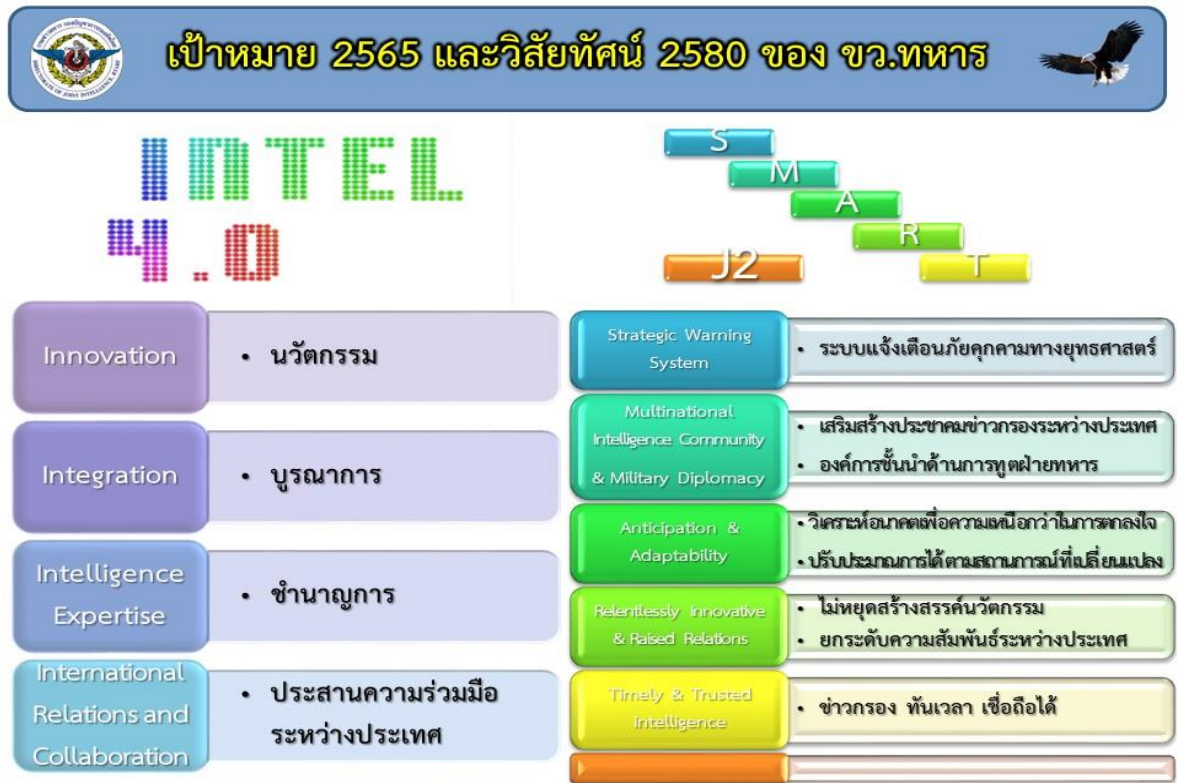 เป้าหมาย 2565 และวิสัยทัศน์ 2580 ของ ขว.ทหาร
INTEL
4.0
Innovation
• นวัตกรรม
Integration
• บูรณาการ
Intelligence
Expertise
• ชำนาญการ
International
Relations and
Collaboration
• ประสานความร่วมมือ
ระหว่างประเทศ
S
M
A
R
T
J2
Strategic Warning
System
• ระบบแจ้งเตือนภัยคุกคามทางยุทธศาสตร์
Multinational
Intelligence Community
& Military Diplomacy
• เสริมสร้างประชาคมข่าวกรองระหว่างประเทศ
• องค์การชั้นนำด้านการทูตฝ่ายทหาร
Anticipation &
Adaptability
• วิเคราะห์อนาคตเพื่อความเหนือกว่าในการตกลงใจ
• ปรับประมาณการได้ตามสถานการณ์ที่เปลี่ยนแปลง
Relentlessly Innovative
& Raised Relations
• ไม่หยุดสร้างสรรค์นวัตกรรม
• ยกระดับความสัมพันธ์ระหว่างประเทศ
Timely & Trusted
Intelligence
• ข่าวกรอง ทันเวลา เชื่อถือได้